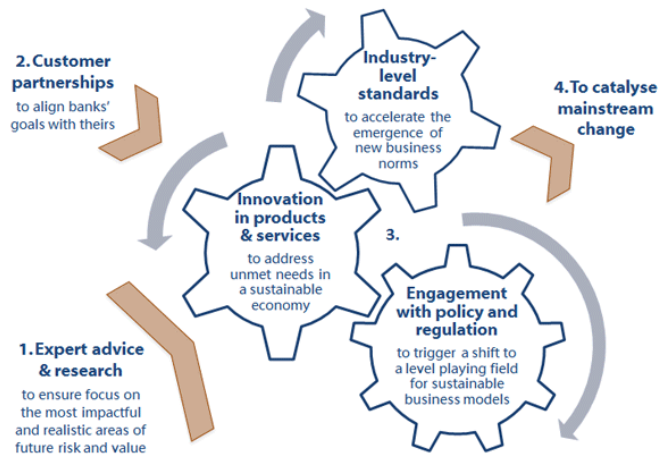 2. Customer
partnerships
to align banks’
goals with theirs
Industry-
level
standards
to accelerate the
emergence of
new business
norms
4. To catalyse
mainstream
change
Innovation
in products
& services
to address
unmet needs in
a sustainable
economy
3.
Engagement
with policy and
regulation
to trigger a shift to
a level playing field
for sustainable
business models
1. Expert advice
& research
to ensure focus on
the most impactful
and realistic areas of
future risk and value